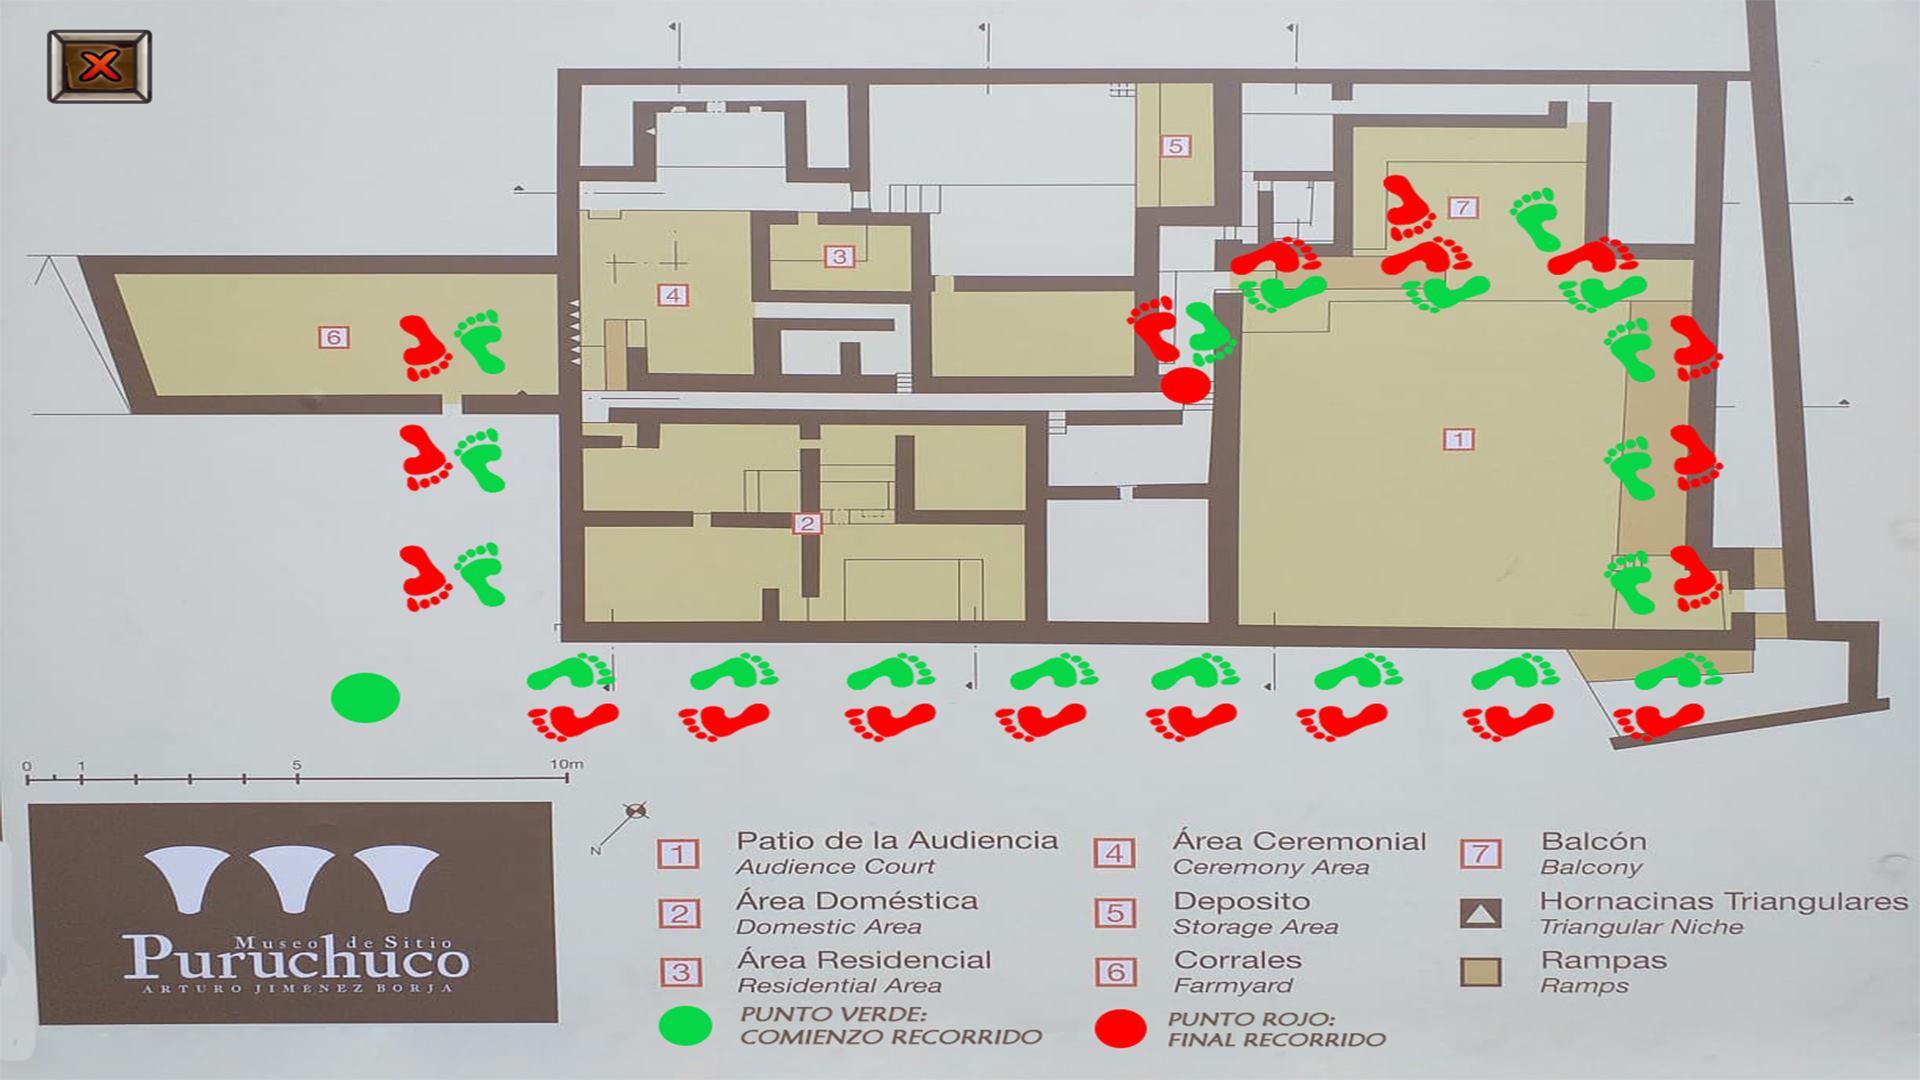 5
7
3
4
6
1
2
0 1 5 10m
N
Museo de Sitio
Puruchuco
ARTURO JIMÉNEZ BORJA
1 Patio de la Audiencia
Audience Court
2 Área Doméstica
Domestic Area
3 Área Residencial
Residential Area
PUNTO VERDE:
COMIENZO RECORRIDO
4 Área Ceremonial
Ceremony Area
5 Deposito
Storage Area
6 Corrales
Farmyard
PUNTO ROJO:
FINAL RECORRIDO
7 Balcón
Balcony
Hornacinas Triangulares
Triangular Niche
Rampas
Ramps